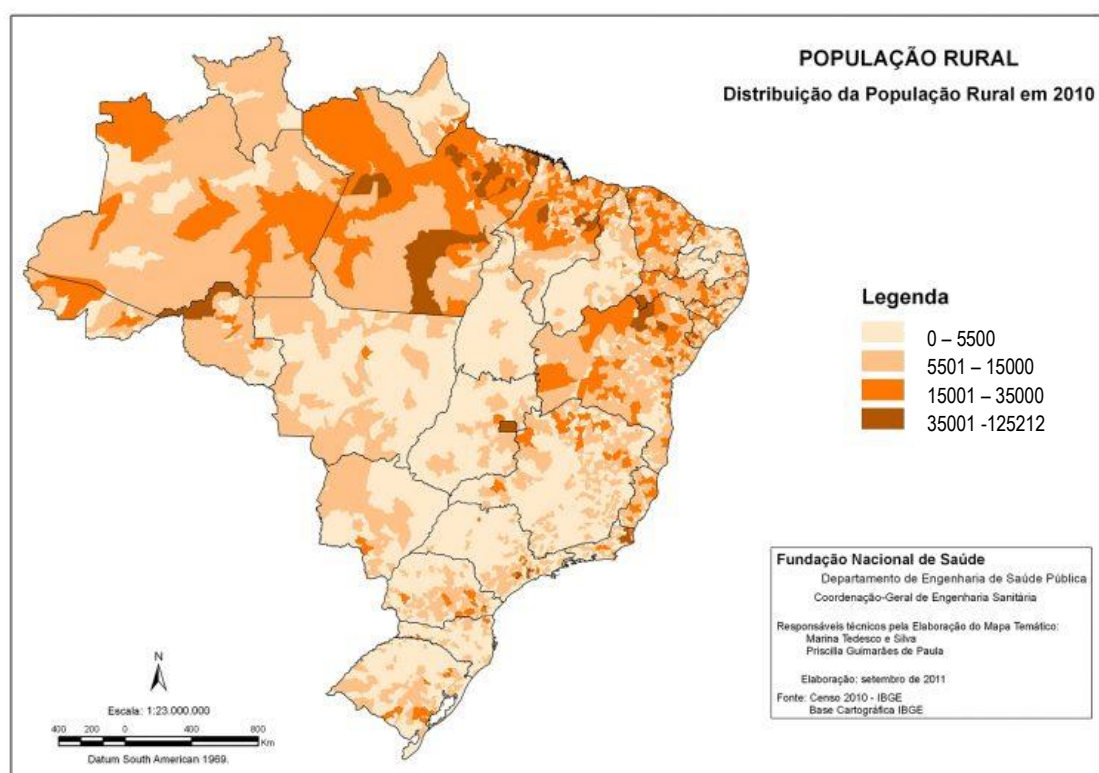 POPULAÇÃO RURAL
Distribuição da População Rural em 2010
Legenda
0 – 5500
5501 – 15000
15001 – 35000
35001 -125212
Fundação Nacional de Saúde
Departamento de Engenharia de Saúde Pública
Coordenação-Geral de Engenharia Sanitária
Responsáveis técnicos pela Elaboração do Mapa Temático:
Marina Tedesco e Silva
Priscilla Guimarães de Paula
Elaboração: setembro de 2011
Fonte: Censo 2010 - IBGE
Base Cartográfica IBGE
N
Escala: 1:23.000.000
400 200 0 400 800
Km
Datum South American 1969.